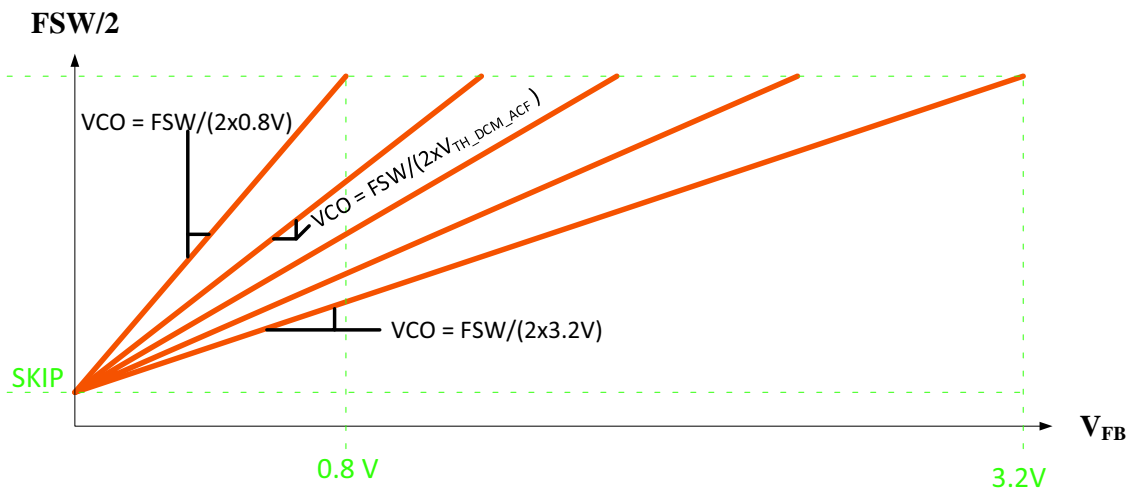 FSW/2
VCO = FSW/(2x0.8V)
VCO = FSW/(2xVTH_DCM_ACF)
VCO = FSW/(2x3.2V)
SKIP
VFB
0.8 V
3.2V